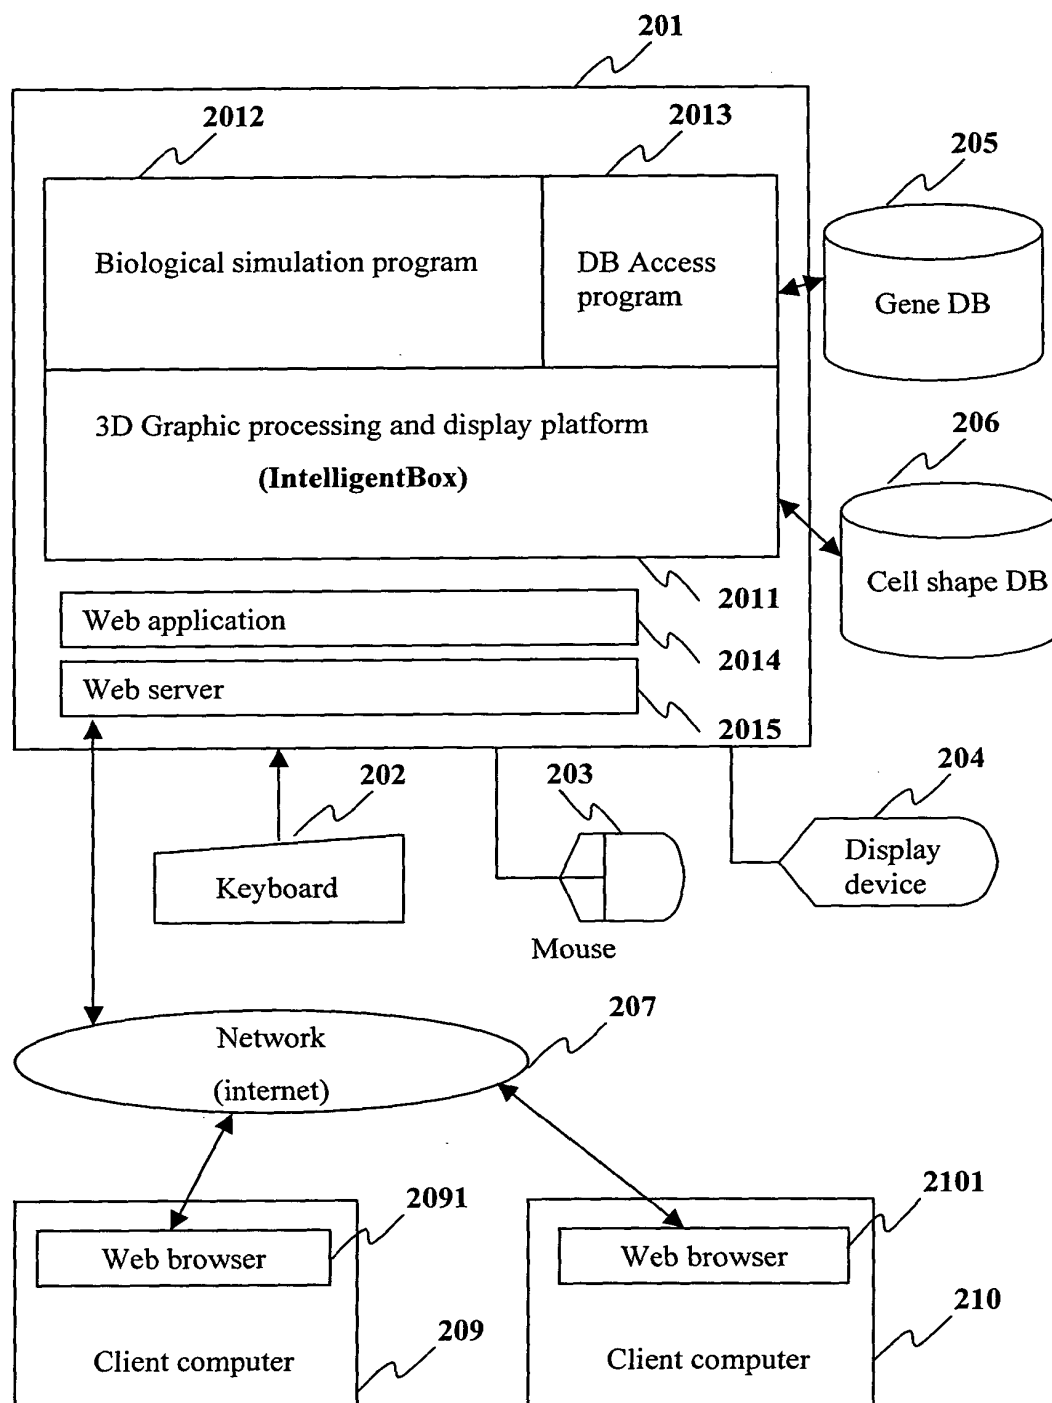 201
2012
2013
205
Biological simulation program
DB Access
program
Gene DB
3D Graphic processing and display platform
(IntelligentBox)
206
Cell shape DB
2011
Web application
2014
Web server
2015
202
203
204
Keyboard
Mouse
Display
device
207
Network
(internet)
2091
2101
Web browser
Web browser
209
210
Client computer
Client computer